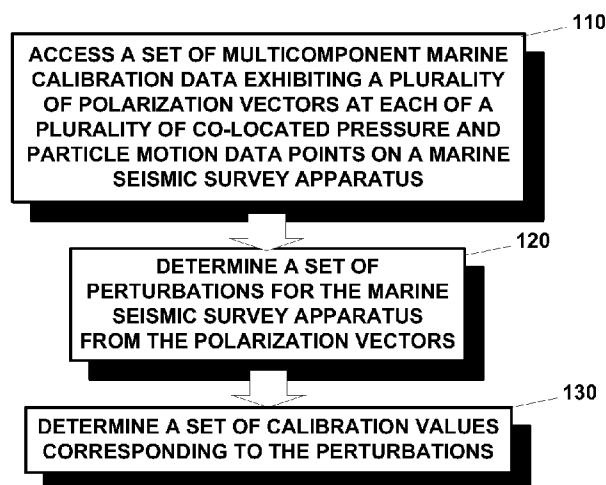 110
ACCESS A SET OF MULTICOMPONENT MARINE
CALIBRATION DATA EXHIBITING A PLURALITY
OF POLARIZATION VECTORS AT EACH OF A
PLURALITY OF CO-LOCATED PRESSURE AND
PARTICLE MOTION DATA POINTS ON A MARINE
SEISMIC SURVEY APPARATUS
120
DETERMINE A SET OF
PERTURBATIONS FOR THE MARINE
SEISMIC SURVEY APPARATUS
FROM THE POLARIZATION VECTORS
130
DETERMINE A SET OF CALIBRATION VALUES
CORRESPONDING TO THE PERTURBATIONS